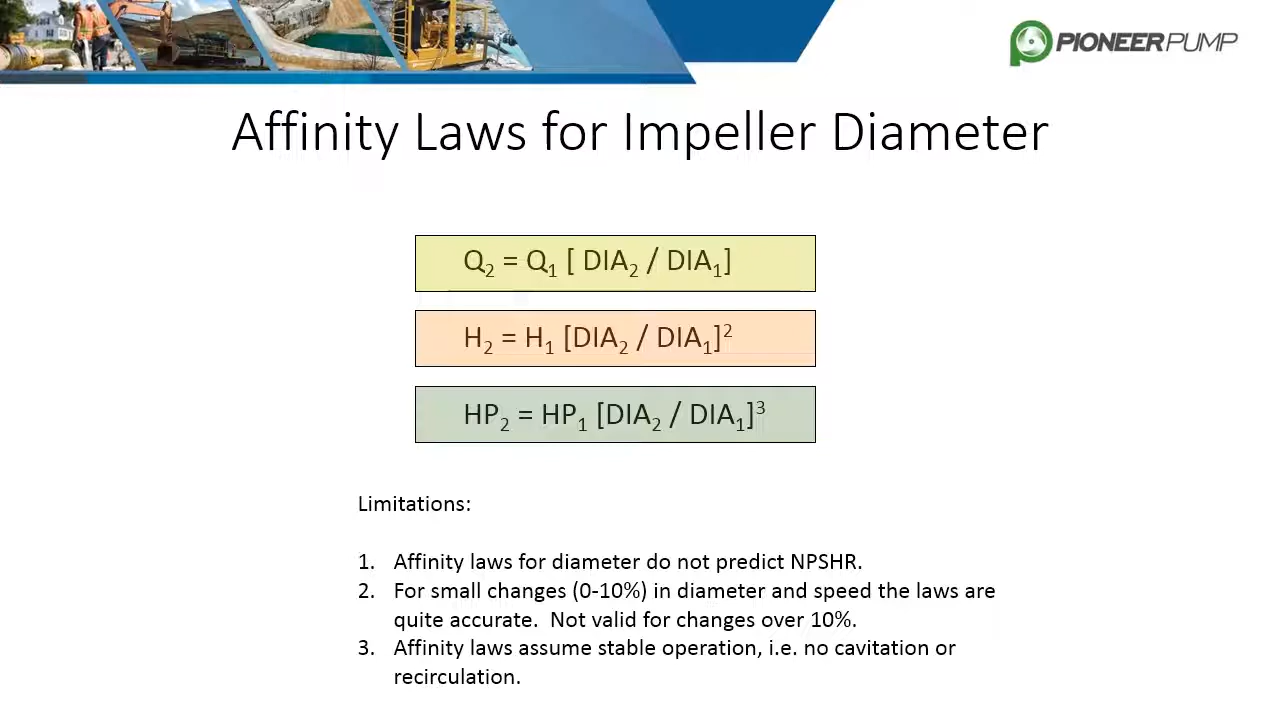 PIONEERPUMP
Affinity Laws for Impeller Diameter
Q₂ = Q₁ [ DIA₂ / DIA₁]
H₂ = H₁ [DIA₂ / DIA₁]²
HP₂ = HP₁ [DIA₂ / DIA₁]³
Limitations:
1. Affinity laws for diameter do not predict NPSHR.
2. For small changes (0-10%) in diameter and speed the laws are
quite accurate. Not valid for changes over 10%.
3. Affinity laws assume stable operation, i.e. no cavitation or
recirculation.